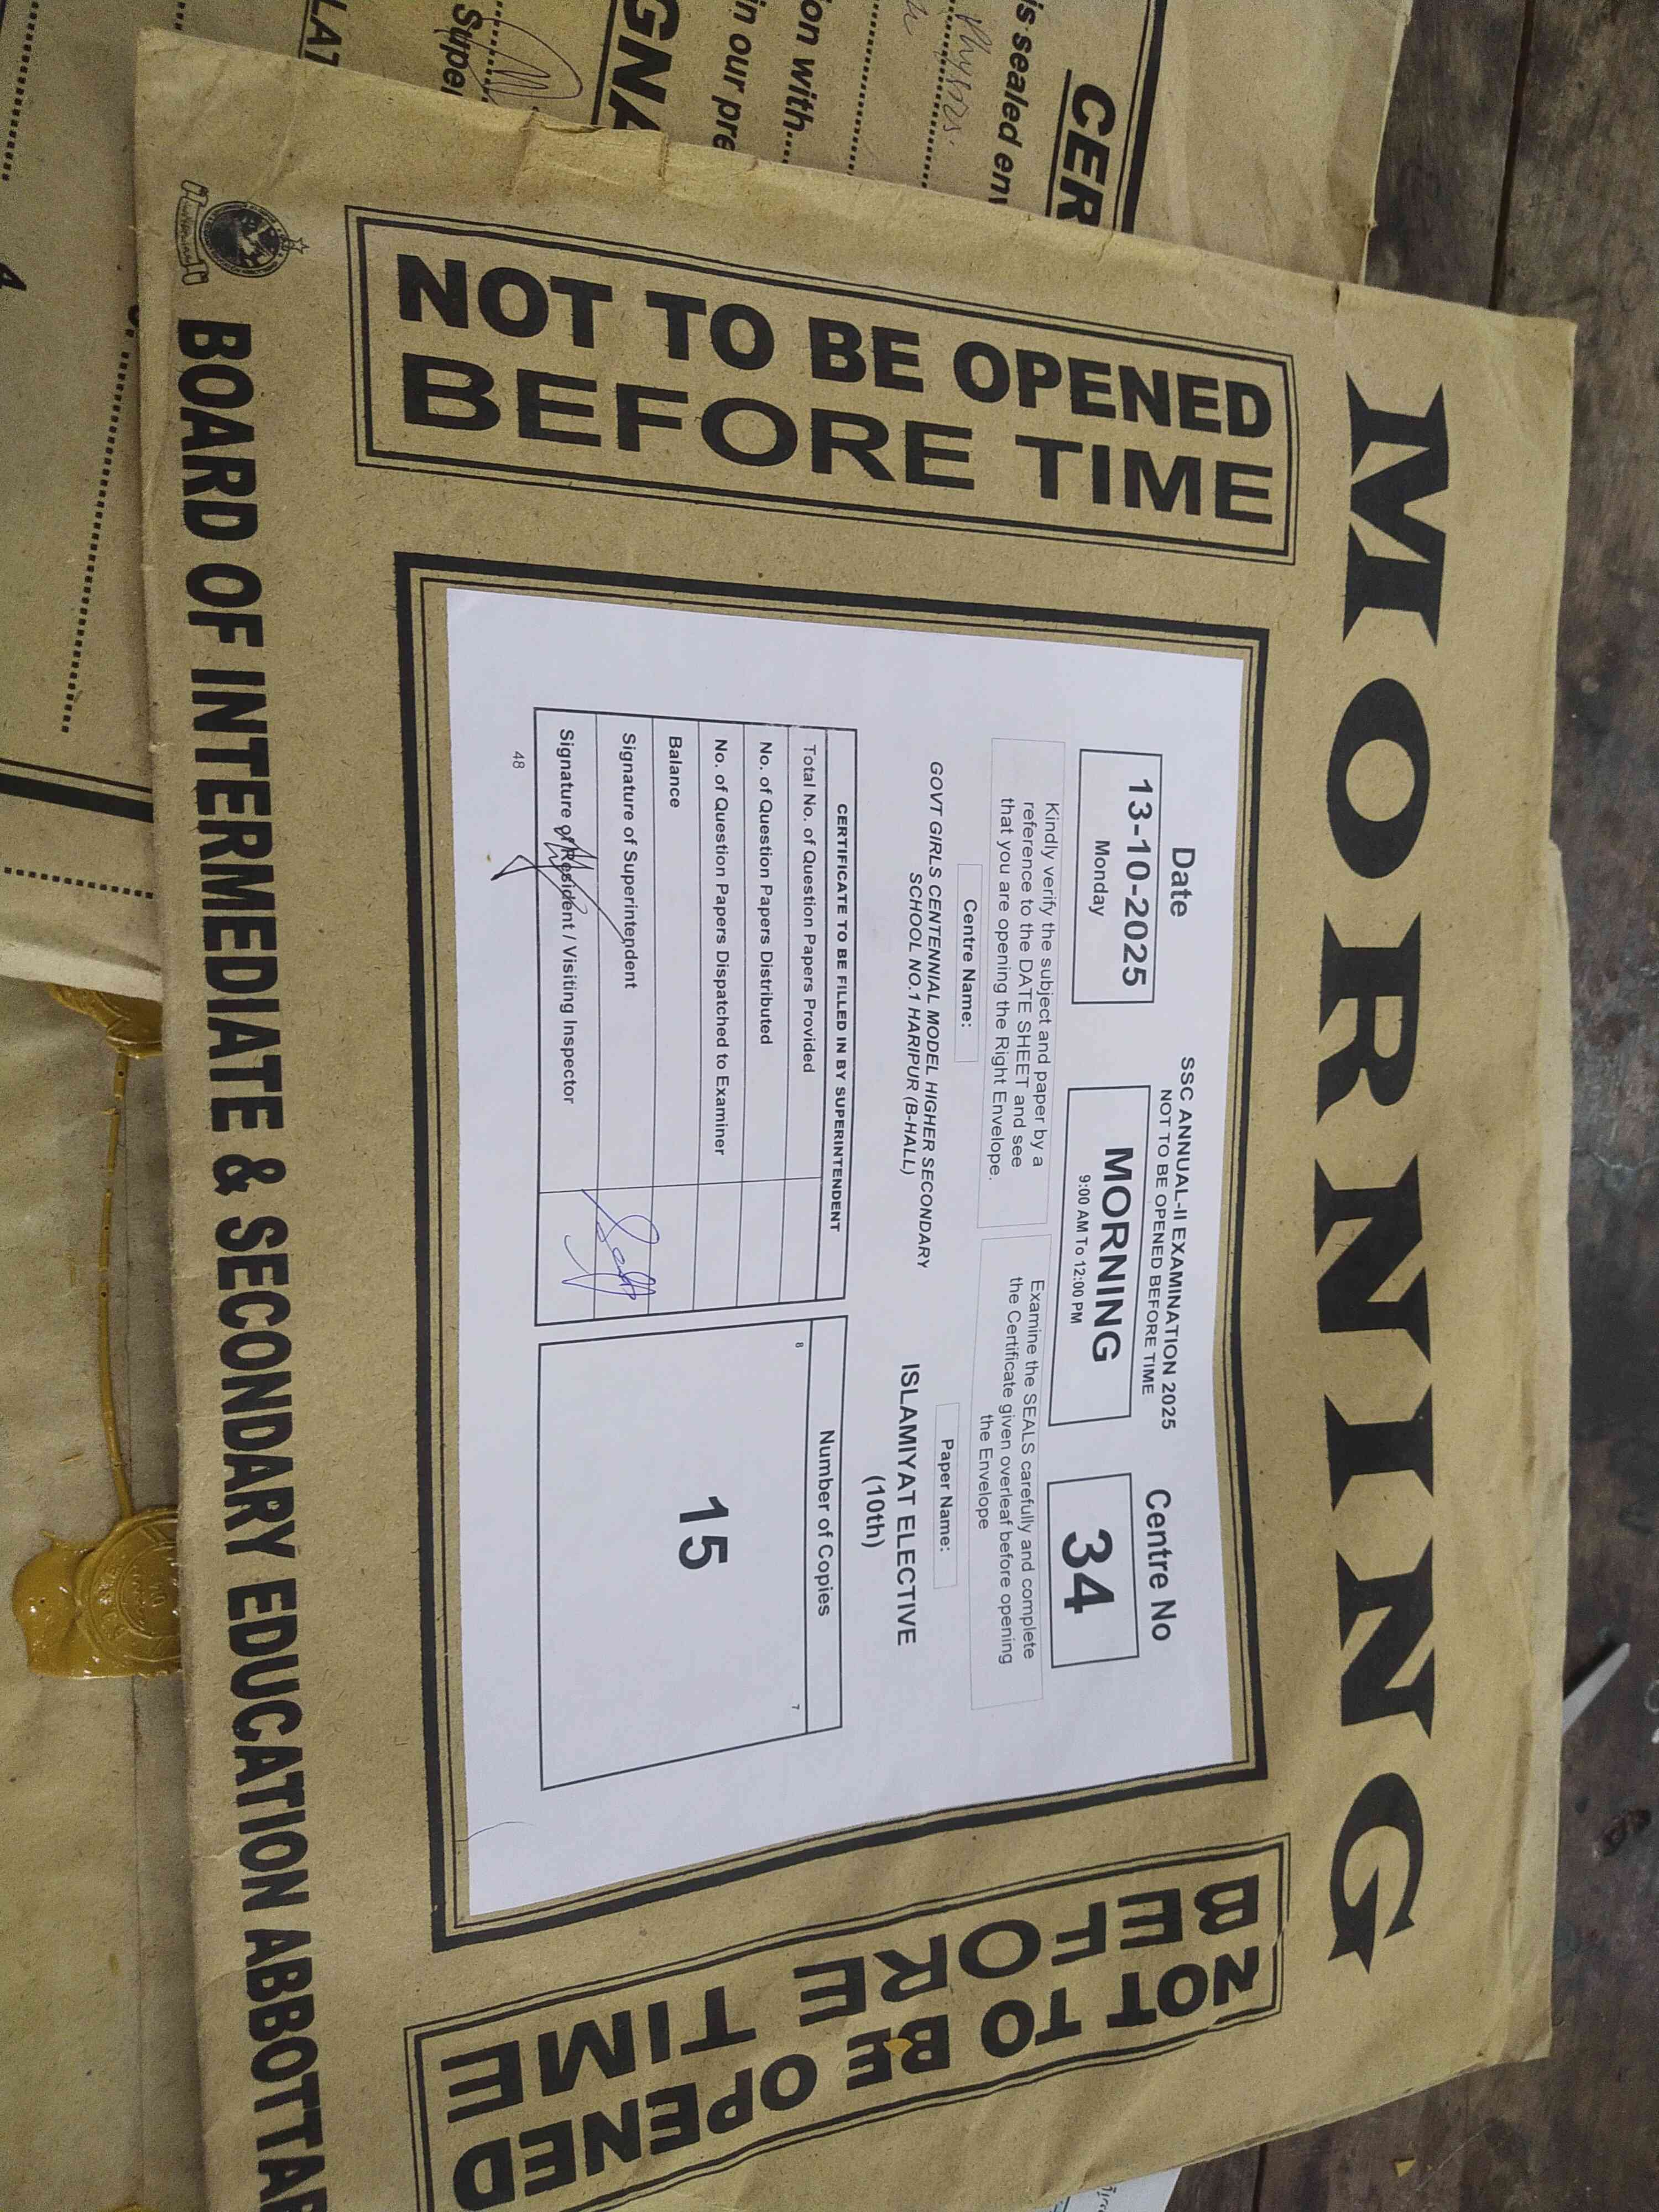 CER
is sealed env
Physics.
on with....
in our pre
GNA
Super
LAT
MORNING
NOT TO BE OPENED
BEFORE TIME
SSC ANNUAL-II EXAMINATION 2025
NOT TO BE OPENED BEFORE TIME
Date
13-10-2025
Monday
MORNING
9:00 AM To 12:00 PM
Centre No
34
Kindly verify the subject and paper by a
reference to the DATE SHEET and see
that you are opening the Right Envelope.
Examine the SEALS carefully and complete
the Certificate given overleaf before opening
the Envelope
Centre Name:
Paper Name:
GOVT GIRLS CENTENNIAL MODEL HIGHER SECONDARY
SCHOOL NO.1 HARIPUR (B-HALL)
ISLAMIYAT ELECTIVE
(10th)
CERTIFICATE TO BE FILLED IN BY SUPERINTENDENT
Total No. of Question Papers Provided
No. of Question Papers Distributed
No. of Question Papers Dispatched to Examiner
Balance
Signature of Superintendent
Signature of Resident / Visiting Inspector
Number of Copies
8
7
15
48
NOT TO BE OPENED
BEFORE TIME
BOARD OF INTERMEDIATE & SECONDARY EDUCATION ABBOTTAB